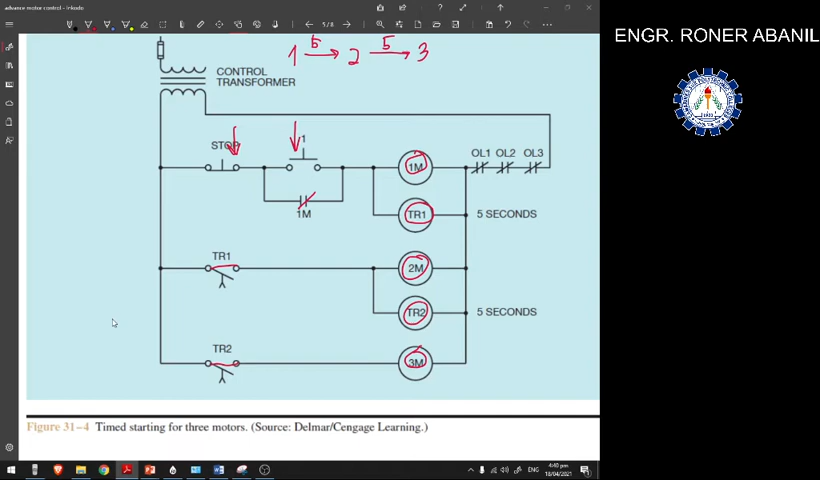 advance motor control - Inkodo
5 / 8
ENGR. RONER ABANIL
1 5 2 5 3
CONTROL
TRANSFORMER
STOP
1
1M
OL1 OL2 OL3
1M
TR1
5 SECONDS
TR1
2M
TR2
5 SECONDS
TR2
3M
Figure 31–4 Timed starting for three motors. (Source: Delmar/Cengage Learning.)
ENG
4:40 pm
18/04/2021